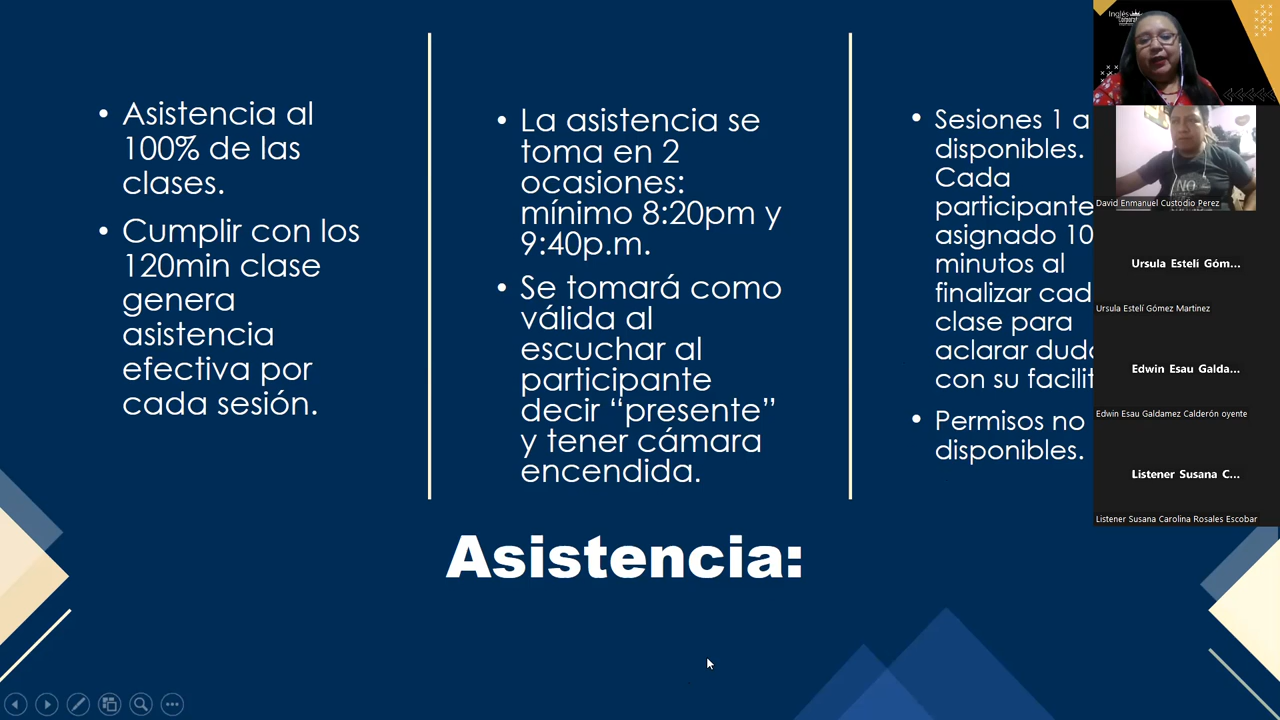 • Asistencia al
100% de las
clases.
• Cumplir con los
120min clase
genera
asistencia
efectiva por
cada sesión.
• La asistencia se
toma en 2
ocasiones:
mínimo 8:20pm y
9:40p.m.
• Se tomará como
válida al
escuchar al
participante
decir “presente”
y tener cámara
encendida.
• Sesiones 1 a
disponibles.
Cada
participante
asignado 10
minutos al
finalizar cad
clase para
aclarar dud
con su facilit
• Permisos no
disponibles.
Asistencia:
Inglés
David Enmanuel Custodio Perez
Ursula Estelí Góm...
Ursula Estelí Gómez Martinez
Edwin Esau Galda...
Edwin Esau Galdamez Calderón oyente
Listener Susana C...
Listener Susana Carolina Rosales Escobar